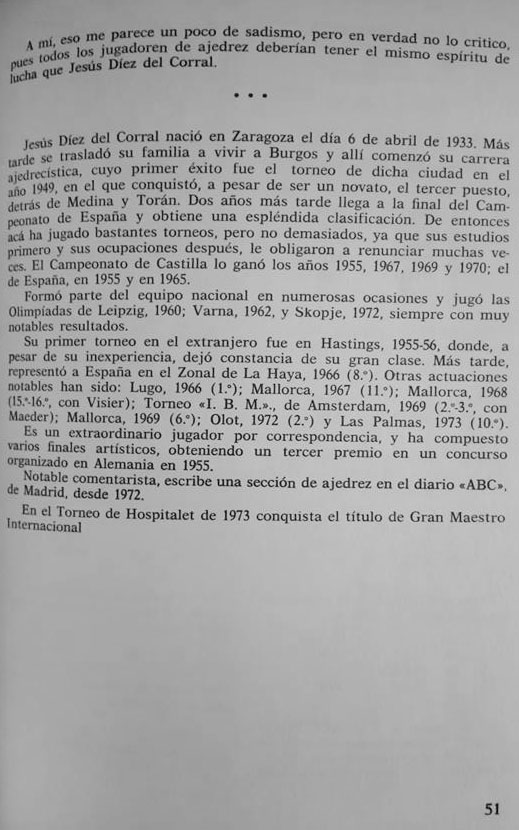 A mí, eso me parece un poco de sadismo, pero en verdad no lo critico,
pues todos los jugadoren de ajedrez deberían tener el mismo espíritu de
lucha que Jesús Díez del Corral.
• • •
Jesús Díez del Corral nació en Zaragoza el día 6 de abril de 1933. Más
tarde se trasladó su familia a vivir a Burgos y allí comenzó su carrera
ajedrecística, cuyo primer éxito fue el torneo de dicha ciudad en el
año 1949, en el que conquistó, a pesar de ser un novato, el tercer puesto,
detrás de Medina y Torán. Dos años más tarde llega a la final del Cam-
peonato de España y obtiene una espléndida clasificación. De entonces
acá ha jugado bastantes torneos, pero no demasiados, ya que sus estudios
primero y sus ocupaciones después, le obligaron a renunciar muchas ve-
ces. El Campeonato de Castilla lo ganó los años 1955, 1967, 1969 y 1970; el
de España, en 1955 y en 1965.
Formó parte del equipo nacional en numerosas ocasiones y jugó las
Olimpíadas de Leipzig, 1960; Varna, 1962, y Skopje, 1972, siempre con muy
notables resultados.
Su primer torneo en el extranjero fue en Hastings, 1955-56, donde, a
pesar de su inexperiencia, dejó constancia de su gran clase. Más tarde,
representó a España en el Zonal de La Haya, 1966 (8.º). Otras actuaciones
notables han sido: Lugo, 1966 (1.º); Mallorca, 1967 (11.º); Mallorca, 1968
(15.º-16.º, con Visier); Torneo «I. B. M.»., de Amsterdam, 1969 (2.º-3.º, con
Maeder); Mallorca, 1969 (6.º); Olot, 1972 (2.º) y Las Palmas, 1973 (10.º).
Es un extraordinario jugador por correspondencia, y ha compuesto
varios finales artísticos, obteniendo un tercer premio en un concurso
organizado en Alemania en 1955.
Notable comentarista, escribe una sección de ajedrez en el diario «ABC»,
de Madrid, desde 1972.
En el Torneo de Hospitalet de 1973 conquista el título de Gran Maestro
Internacional
51